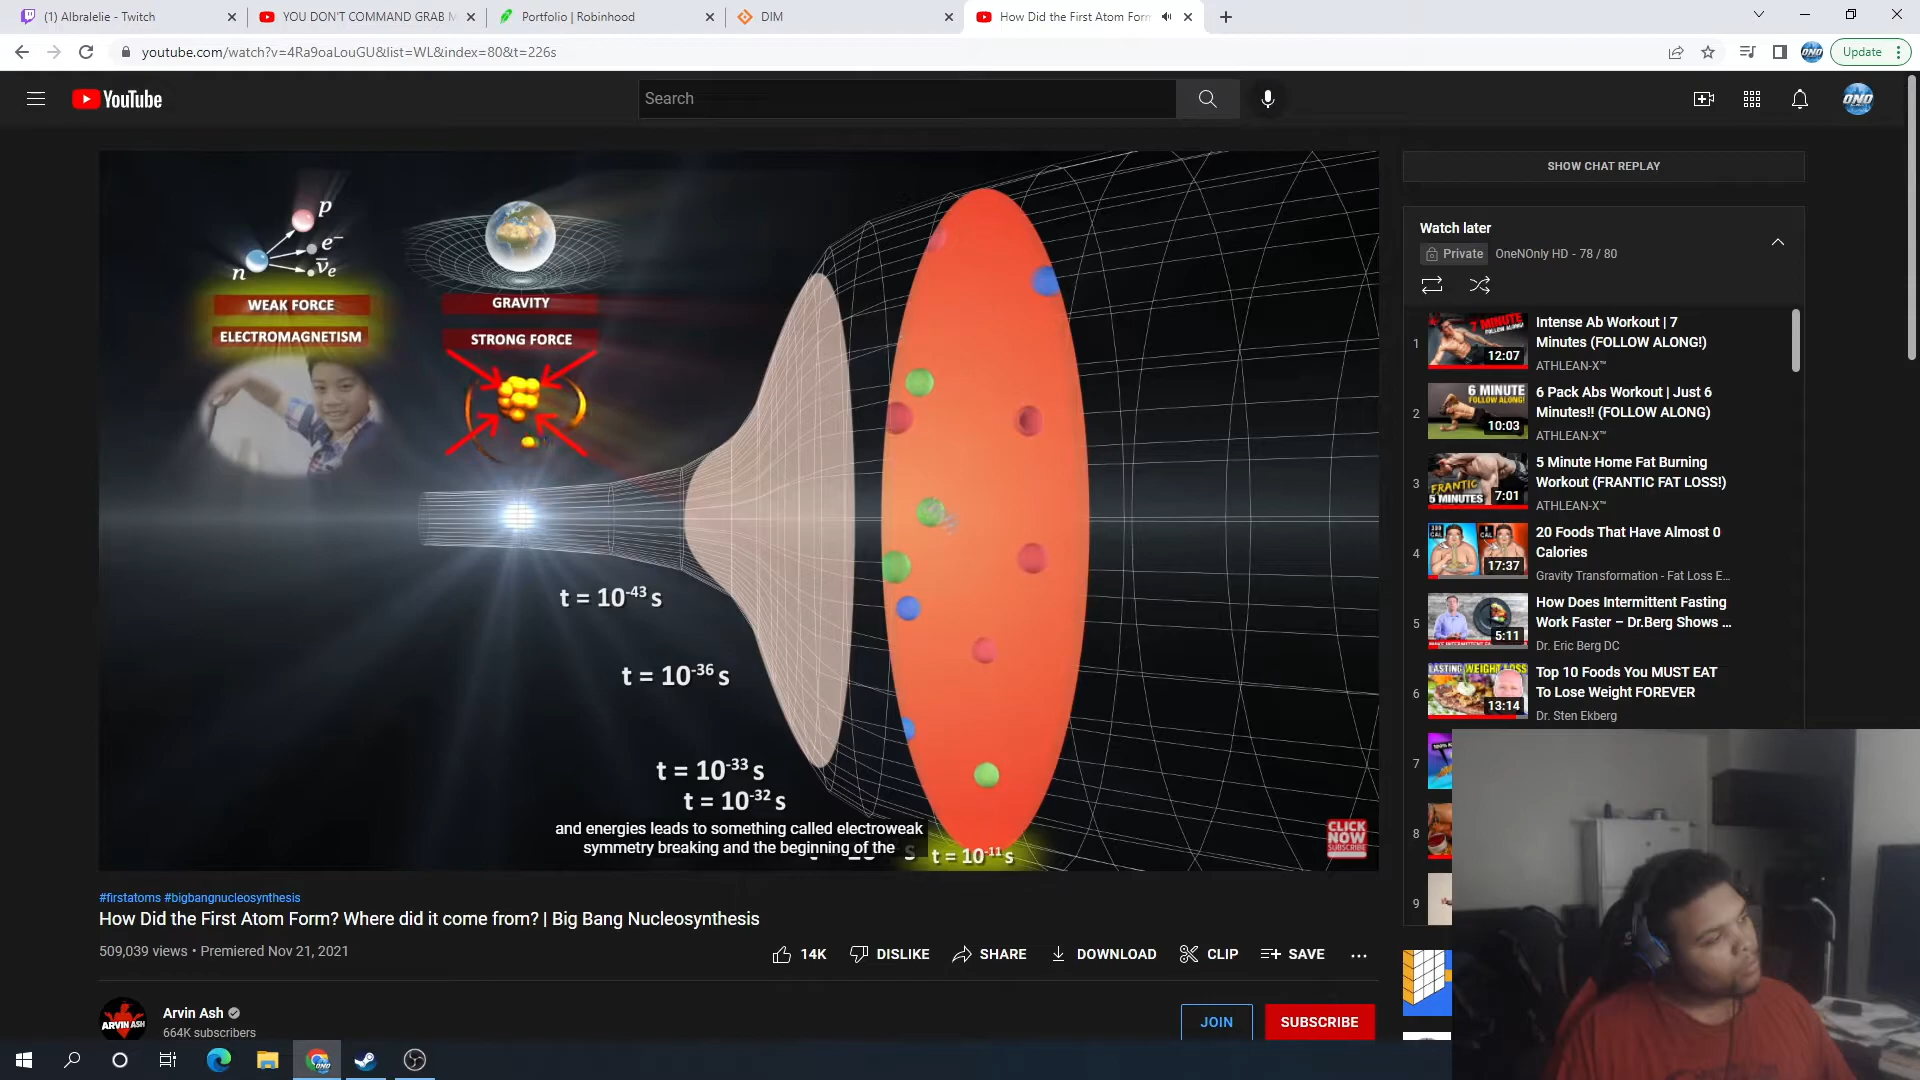 (1) Albralelie - Twitch
YOU DON'T COMMAND GRAB M
Portfolio | Robinhood
DIM
How Did the First Atom Form
youtube.com/watch?v=4Ra9oaLouGU&list=WL&index=80&t=226s
Update
YouTube
Search
ONO
p
e⁻
ν̄e
n
WEAK FORCE
ELECTROMAGNETISM
GRAVITY
STRONG FORCE
t = 10⁻⁴³ s
t = 10⁻³⁶ s
t = 10⁻³³ s
t = 10⁻³² s
and energies leads to something called electroweak
symmetry breaking and the beginning of the
t = 10⁻¹¹ s
CLICK
NOW
SUBSCRIBE
#firstatoms #bigbangnucleosynthesis
How Did the First Atom Form? Where did it come from? | Big Bang Nucleosynthesis
509,039 views • Premiered Nov 21, 2021
14K
DISLIKE
SHARE
DOWNLOAD
CLIP
SAVE
ARVIN ASH
Arvin Ash
664K subscribers
JOIN
SUBSCRIBE
SHOW CHAT REPLAY
Watch later
Private
OneNOnly HD - 78 / 80
1
7 MINUTE
FOLLOW ALONG!
12:07
Intense Ab Workout | 7
Minutes (FOLLOW ALONG!)
ATHLEAN-X™
2
6 MINUTE
FOLLOW ALONG!
10:03
6 Pack Abs Workout | Just 6
Minutes!! (FOLLOW ALONG)
ATHLEAN-X™
3
FRANTIC
5 MINUTES
7:01
5 Minute Home Fat Burning
Workout (FRANTIC FAT LOSS!)
ATHLEAN-X™
4
17:37
20 Foods That Have Almost 0
Calories
Gravity Transformation - Fat Loss E...
5
5:11
How Does Intermittent Fasting
Work Faster – Dr.Berg Shows ...
Dr. Eric Berg DC
6
13:14
Top 10 Foods You MUST EAT
To Lose Weight FOREVER
Dr. Sten Ekberg
7
8
9